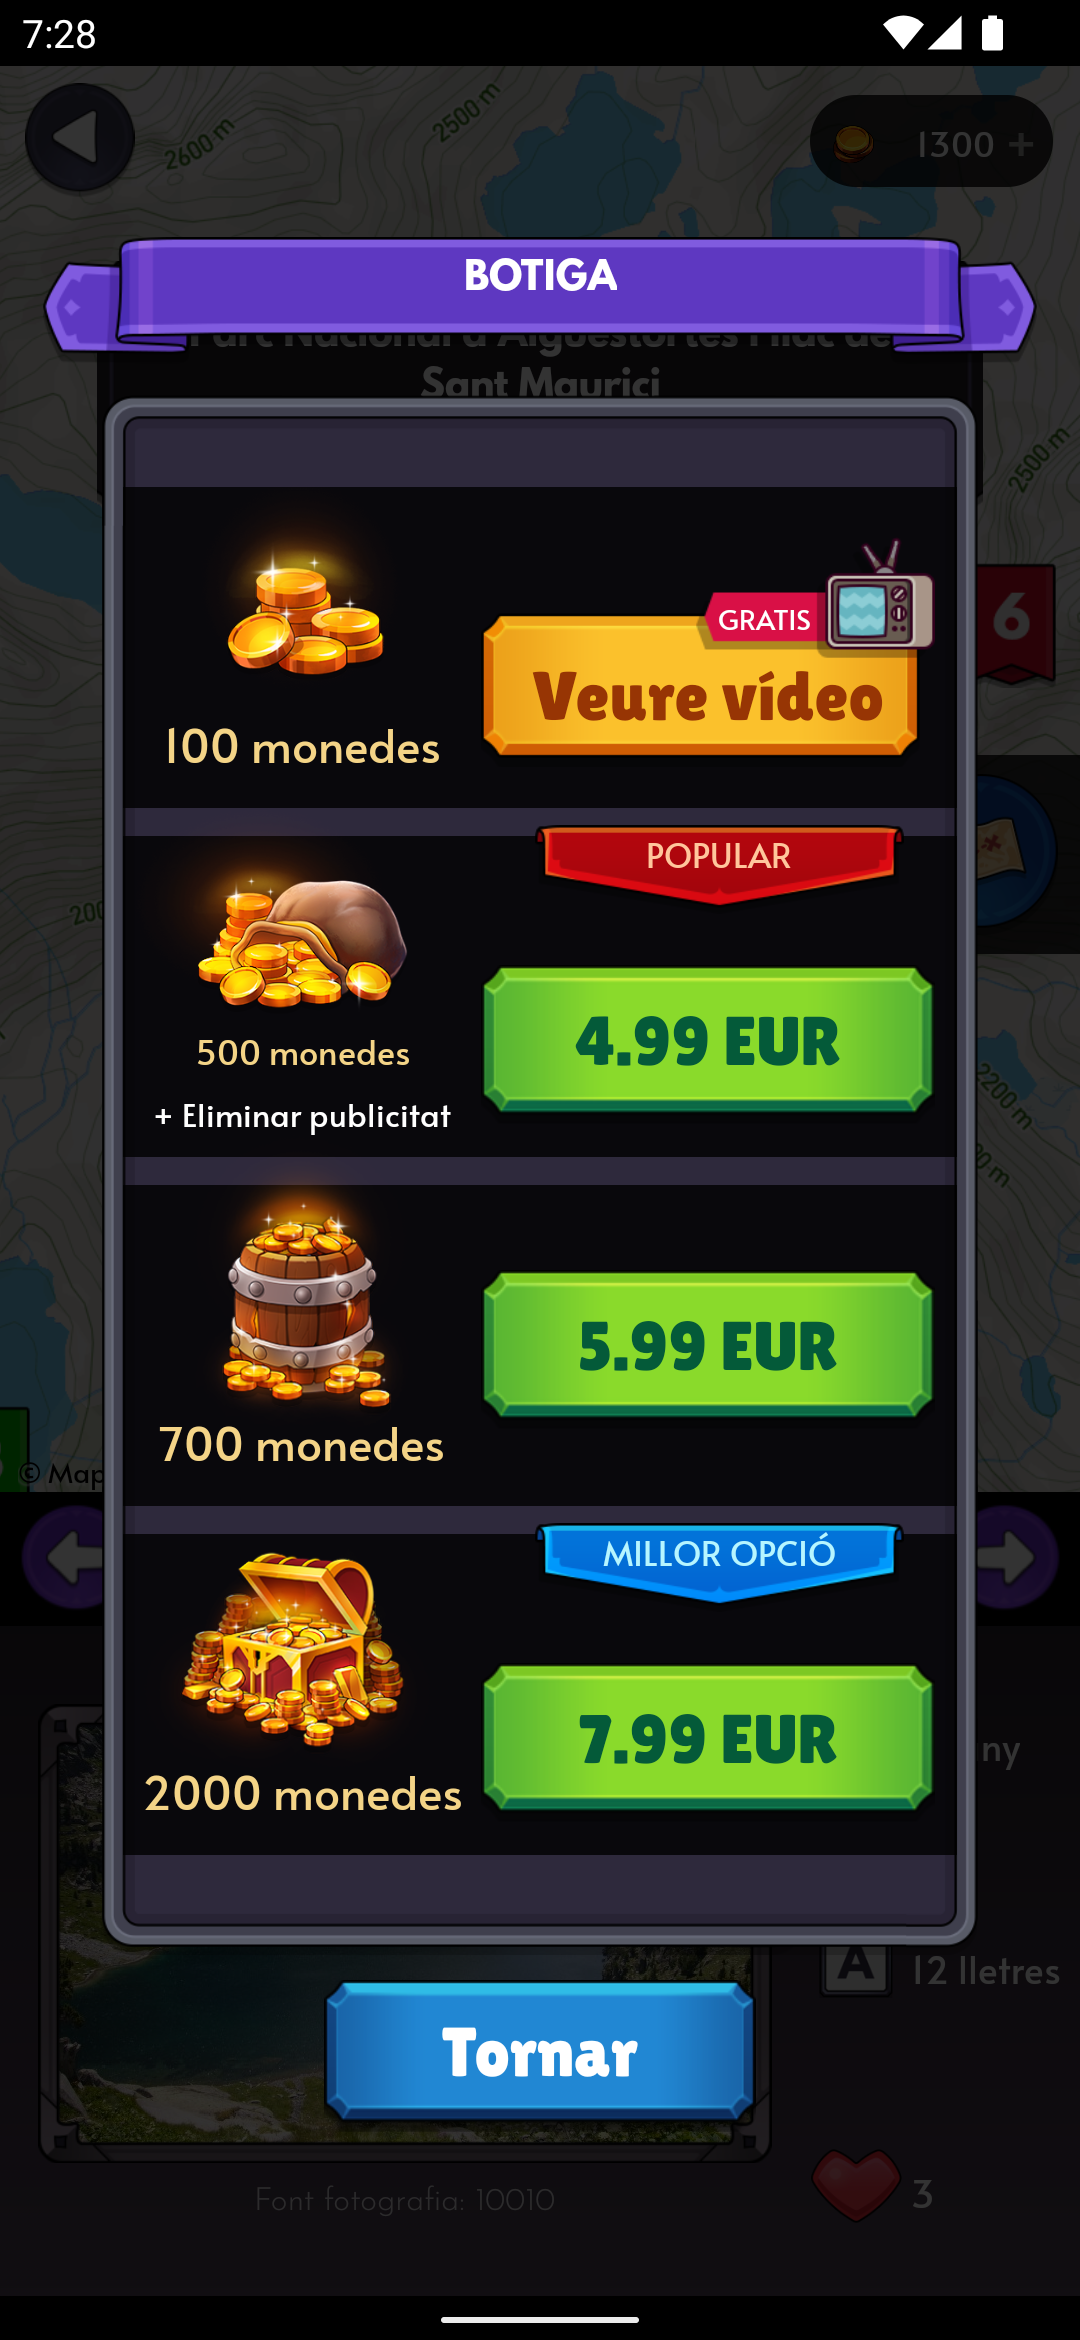 7:28
2600 m
2500 m
1300 +
BOTIGA
Parc Nacional d'Aigüestortes i llac de
Sant Maurici
2500 m
GRATIS
6
Veure vídeo
100 monedes
POPULAR
4.99 EUR
500 monedes
+ Eliminar publicitat
2200 m
5.99 EUR
700 monedes
© Map
MILLOR OPCIÓ
7.99 EUR
2000 monedes
ny
A
12 lletres
Tornar
Font fotografia: 10010
3